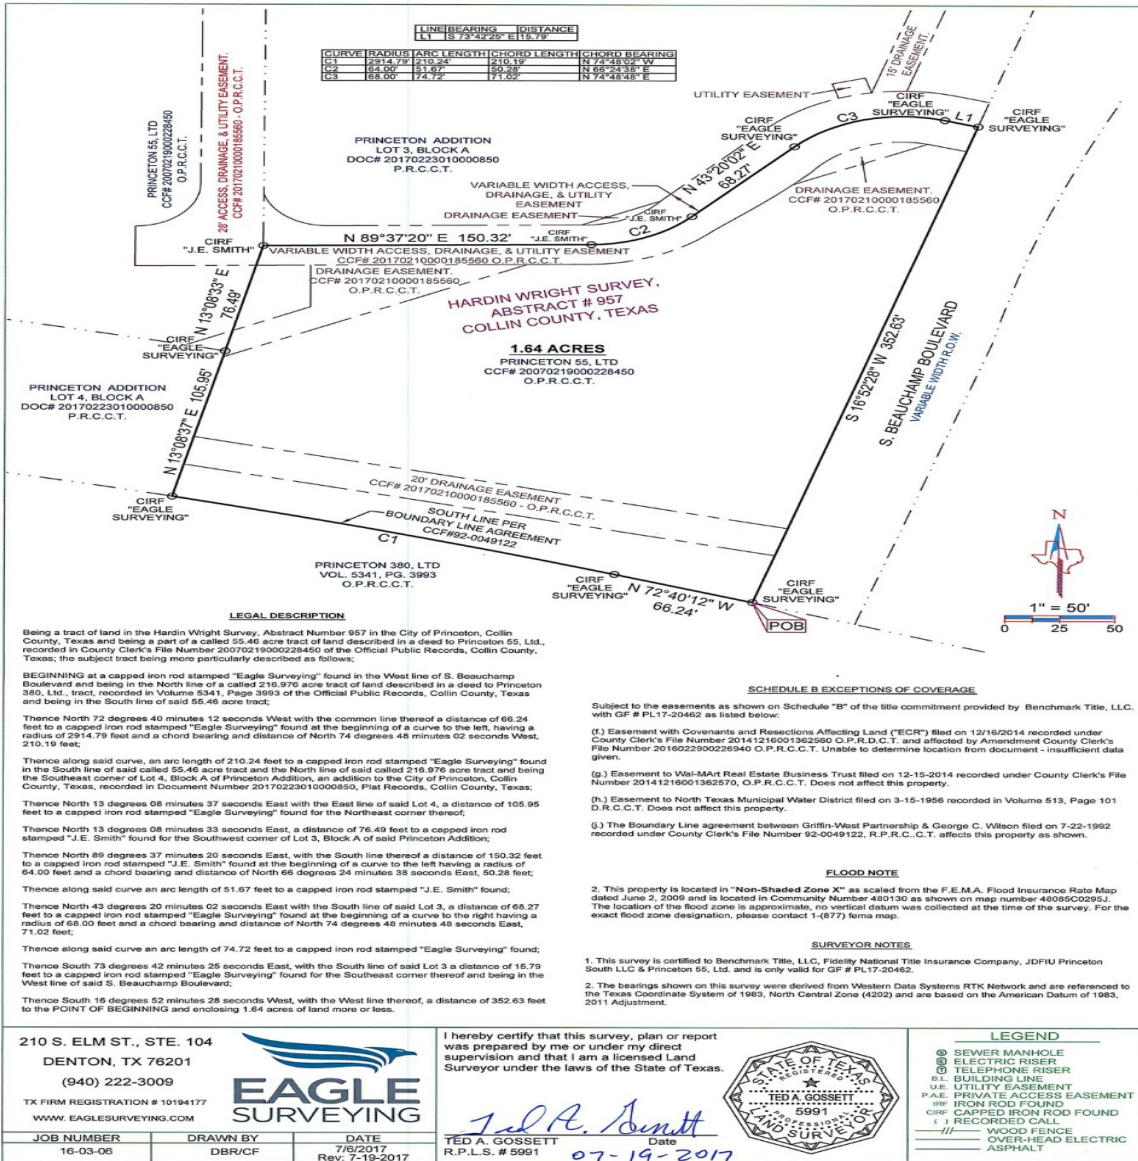 LINE BEARING DISTANCE
L1 S 73°42'25" E 15.79'
CURVE RADIUS ARC LENGTH CHORD LENGTH CHORD BEARING
C1 2914.79' 210.24' 210.19' N 74°48'02" W
C2 64.00' 51.67' 50.28' N 66°24'38" E
C3 68.00' 74.72' 71.02' N 74°48'48" E
15' DRAINAGE
EASEMENT.
UTILITY EASEMENT
CIRF
"EAGLE
SURVEYING"
L1
CIRF
"EAGLE
SURVEYING"
CIRF
"EAGLE
SURVEYING"
C3
PRINCETON 55, LTD
CCF# 20070219000228450
O.P.R.C.C.T.
28' ACCESS, DRAINAGE, & UTILITY EASEMENT.
CCF# 20170210000185560 - O.P.R.C.C.T.
PRINCETON ADDITION
LOT 3, BLOCK A
DOC# 20170223010000850
P.R.C.C.T.
N 43°20'02" E
68.27'
VARIABLE WIDTH ACCESS,
DRAINAGE, & UTILITY
EASEMENT
DRAINAGE EASEMENT
CIRF
"J.E. SMITH"
DRAINAGE EASEMENT.
CCF# 20170210000185560
O.P.R.C.C.T.
CIRF
"J.E. SMITH"
N 89°37'20" E 150.32'
CIRF
"J.E. SMITH"
C2
VARIABLE WIDTH ACCESS, DRAINAGE, & UTILITY EASEMENT
CCF# 20170210000185560 O.P.R.C.C.T.
DRAINAGE EASEMENT.
CCF# 20170210000185560
O.P.R.C.C.T.
N 13°08'33" E
76.49'
HARDIN WRIGHT SURVEY,
ABSTRACT # 957
COLLIN COUNTY, TEXAS
CIRF
"EAGLE
SURVEYING"
1.64 ACRES
PRINCETON 55, LTD
CCF# 20070219000228450
O.P.R.C.C.T.
S 16°52'28" W 352.63'
S. BEAUCHAMP BOULEVARD
VARIABLE WIDTH R.O.W.
PRINCETON ADDITION
LOT 4, BLOCK A
DOC# 20170223010000850
P.R.C.C.T.
N 13°08'37" E 105.95'
20' DRAINAGE EASEMENT
CCF# 20170210000185560 - O.P.R.C.C.T.
CIRF
"EAGLE
SURVEYING"
SOUTH LINE PER
BOUNDARY LINE AGREEMENT
CCF#92-0049122
C1
PRINCETON 380, LTD
VOL. 5341, PG. 3993
O.P.R.C.C.T.
CIRF
"EAGLE
SURVEYING"
N 72°40'12" W
66.24'
CIRF
"EAGLE
SURVEYING"
POB
N
1" = 50'
0 25 50
LEGAL DESCRIPTION
Being a tract of land in the Hardin Wright Survey, Abstract Number 957 in the City of Princeton, Collin
County, Texas and being a part of a called 55.46 acre tract of land described in a deed to Princeton 55, Ltd.,
recorded in County Clerk's File Number 20070219000228450 of the Official Public Records, Collin County,
Texas; the subject tract being more particularly described as follows;
BEGINNING at a capped iron rod stamped "Eagle Surveying" found in the West line of S. Beauchamp
Boulevard and being in the North line of a called 216.976 acre tract of land described in a deed to Princeton
380, Ltd., tract, recorded in Volume 5341, Page 3993 of the Official Public Records, Collin County, Texas
and being in the South line of said 55.46 acre tract;
Thence North 72 degrees 40 minutes 12 seconds West with the common line thereof a distance of 66.24
feet to a capped iron rod stamped "Eagle Surveying" found at the beginning of a curve to the left, having a
radius of 2914.79 feet and a chord bearing and distance of North 74 degrees 48 minutes 02 seconds West,
210.19 feet;
Thence along said curve, an arc length of 210.24 feet to a capped iron rod stamped "Eagle Surveying" found
in the South line of said called 55.46 acre tract and the North line of said called 216.976 acre tract and being
the Southeast corner of Lot 4, Block A of Princeton Addition, an addition to the City of Princeton, Collin
County, Texas, recorded in Document Number 20170223010000850, Plat Records, Collin County, Texas;
Thence North 13 degrees 08 minutes 37 seconds East with the East line of said Lot 4, a distance of 105.95
feet to a capped iron rod stamped "Eagle Surveying" found for the Northeast corner thereof;
Thence North 13 degrees 08 minutes 33 seconds East, a distance of 76.49 feet to a capped iron rod
stamped "J.E. Smith" found for the Southwest corner of Lot 3, Block A of said Princeton Addition;
Thence North 89 degrees 37 minutes 20 seconds East, with the South line thereof a distance of 150.32 feet
to a capped iron rod stamped "J.E. Smith" found at the beginning of a curve to the left having a radius of
64.00 feet and a chord bearing and distance of North 66 degrees 24 minutes 38 seconds East, 50.28 feet;
Thence along said curve an arc length of 51.67 feet to a capped iron rod stamped "J.E. Smith" found;
Thence North 43 degrees 20 minutes 02 seconds East with the South line of said Lot 3, a distance of 68.27
feet to a capped iron rod stamped "Eagle Surveying" found at the beginning of a curve to the right having a
radius of 68.00 feet and a chord bearing and distance of North 74 degrees 48 minutes 48 seconds East,
71.02 feet;
Thence along said curve an arc length of 74.72 feet to a capped iron rod stamped "Eagle Surveying" found;
Thence South 73 degrees 42 minutes 25 seconds East, with the South line of said Lot 3 a distance of 15.79
feet to a capped iron rod stamped "Eagle Surveying" found for the Southeast corner thereof and being in the
West line of said S. Beauchamp Boulevard;
Thence South 16 degrees 52 minutes 28 seconds West, with the West line thereof, a distance of 352.63 feet
to the POINT OF BEGINNING and enclosing 1.64 acres of land more or less.
SCHEDULE B EXCEPTIONS OF COVERAGE
Subject to the easements as shown on Schedule "B" of the title commitment provided by Benchmark Title, LLC.
with GF # PL17-20462 as listed below:
(f.) Easement with Covenants and Resections Affecting Land ("ECR") filed on 12/16/2014 recorded under
County Clerk's File Number 20141216001362560 O.P.R.D.C.T. and affected by Amendment County Clerk's
File Number 2016022900226940 O.P.R.C.C.T. Unable to determine location from document - insufficient data
given.
(g.) Easement to Wal-MArt Real Estate Business Trust filed on 12-15-2014 recorded under County Clerk's File
Number 20141216001362570, O.P.R.C.C.T. Does not affect this property.
(h.) Easement to North Texas Municipal Water District filed on 3-15-1956 recorded in Volume 513, Page 101
D.R.C.C.T. Does not affect this property.
(j.) The Boundary Line agreement between Griffin-West Partnership & George C. Wilson filed on 7-22-1992
recorded under County Clerk's File Number 92-0049122, R.P.R.C..C.T. affects this property as shown.
FLOOD NOTE
2. This property is located in "Non-Shaded Zone X" as scaled from the F.E.M.A. Flood Insurance Rate Map
dated June 2, 2009 and is located in Community Number 480130 as shown on map number 48085C0295J.
The location of the flood zone is approximate, no vertical datum was collected at the time of the survey. For the
exact flood zone designation, please contact 1-(877) fema map.
SURVEYOR NOTES
1. This survey is certified to Benchmark Title, LLC, Fidelity National Title Insurance Company, JDFIU Princeton
South LLC & Princeton 55, Ltd. and is only valid for GF # PL17-20462.
2. The bearings shown on this survey were derived from Western Data Systems RTK Network and are referenced to
the Texas Coordinate System of 1983, North Central Zone (4202) and are based on the American Datum of 1983,
2011 Adjustment.
210 S. ELM ST., STE. 104
DENTON, TX 76201
(940) 222-3009
TX FIRM REGISTRATION # 10194177
WWW.EAGLESURVEYING.COM
EAGLE
SURVEYING
JOB NUMBER DRAWN BY DATE
16-03-06 DBR/CF 7/6/2017
Rev: 7-19-2017
I hereby certify that this survey, plan or report
was prepared by me or under my direct
supervision and that I am a licensed Land
Surveyor under the laws of the State of Texas.
Ted A. Gossett
TED A. GOSSETT Date
R.P.L.S. # 5991 07-19-2017
STATE OF TEXAS
REGISTERED
TED A. GOSSETT
5991
PROFESSIONAL
LAND SURVEYOR
LEGEND
S SEWER MANHOLE
E ELECTRIC RISER
T TELEPHONE RISER
B.L. BUILDING LINE
U.E. UTILITY EASEMENT
P.A.E. PRIVATE ACCESS EASEMENT
IRF IRON ROD FOUND
CIRF CAPPED IRON ROD FOUND
( ) RECORDED CALL
WOOD FENCE
OVER-HEAD ELECTRIC
ASPHALT